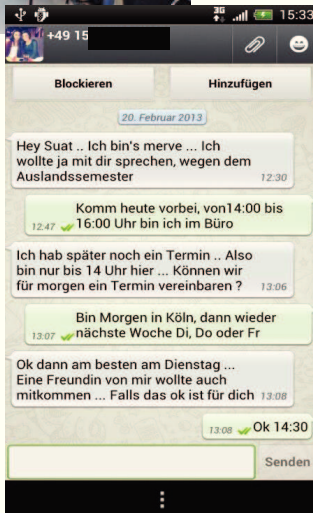 3G 15:33
+49 15
Blockieren Hinzufügen
20. Februar 2013
Hey Suat .. Ich bin's merve ... Ich
wollte ja mit dir sprechen, wegen dem
Auslandssemester 12:30
Komm heute vorbei, von14:00 bis
12:47 16:00 Uhr bin ich im Büro
Ich hab später noch ein Termin .. Also
bin nur bis 14 Uhr hier ... Können wir
für morgen ein Termin vereinbaren ? 13:06
Bin Morgen in Köln, dann wieder
13:07 nächste Woche Di, Do oder Fr
Ok dann am besten am Dienstag ...
Eine Freundin von mir wollte auch
mitkommen ... Falls das ok ist für dich 13:08
13:08 Ok 14:30
Senden